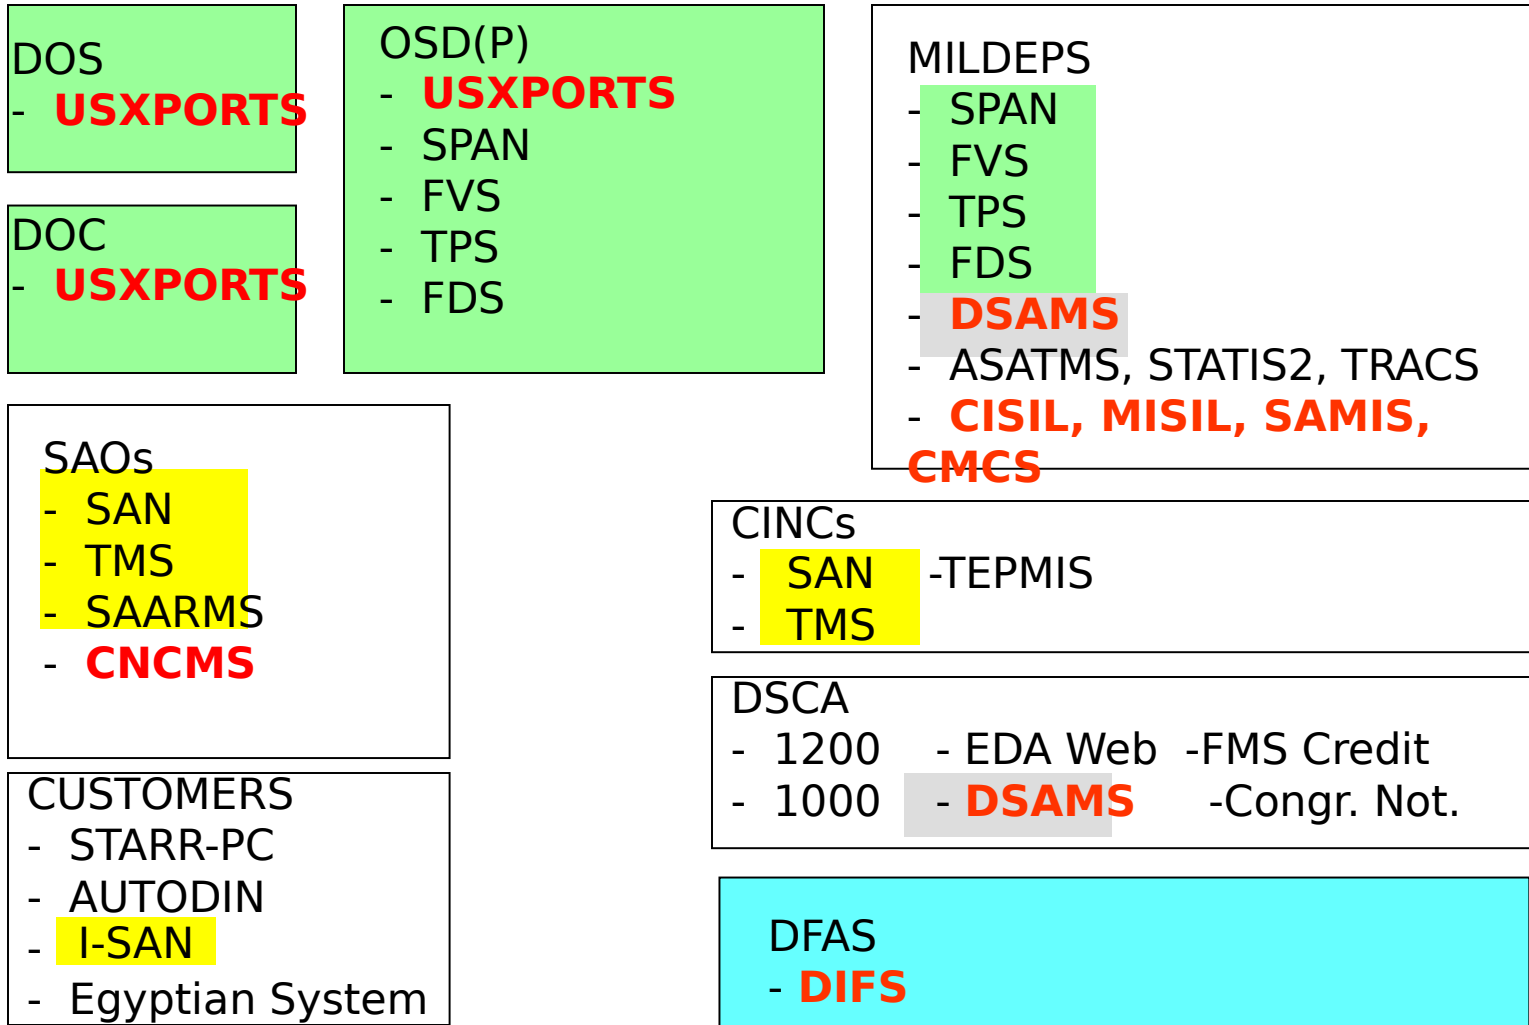 DOS
- USXPORTS
DOC
- USXPORTS
OSD(P)
- USXPORTS
- SPAN
- FVS
- TPS
- FDS
MILDEPS
- SPAN
- FVS
- TPS
- FDS
- DSAMS
- ASATMS, STATIS2, TRACS
- CISIL, MISIL, SAMIS,
CMCS
SAOs
- SAN
- TMS
- SAARMS
- CNCMS
CINCs
- SAN -TEPMIS
- TMS
DSCA
- 1200 - EDA Web -FMS Credit
- 1000 - DSAMS -Congr. Not.
CUSTOMERS
- STARR-PC
- AUTODIN
- I-SAN
- Egyptian System
DFAS
- DIFS